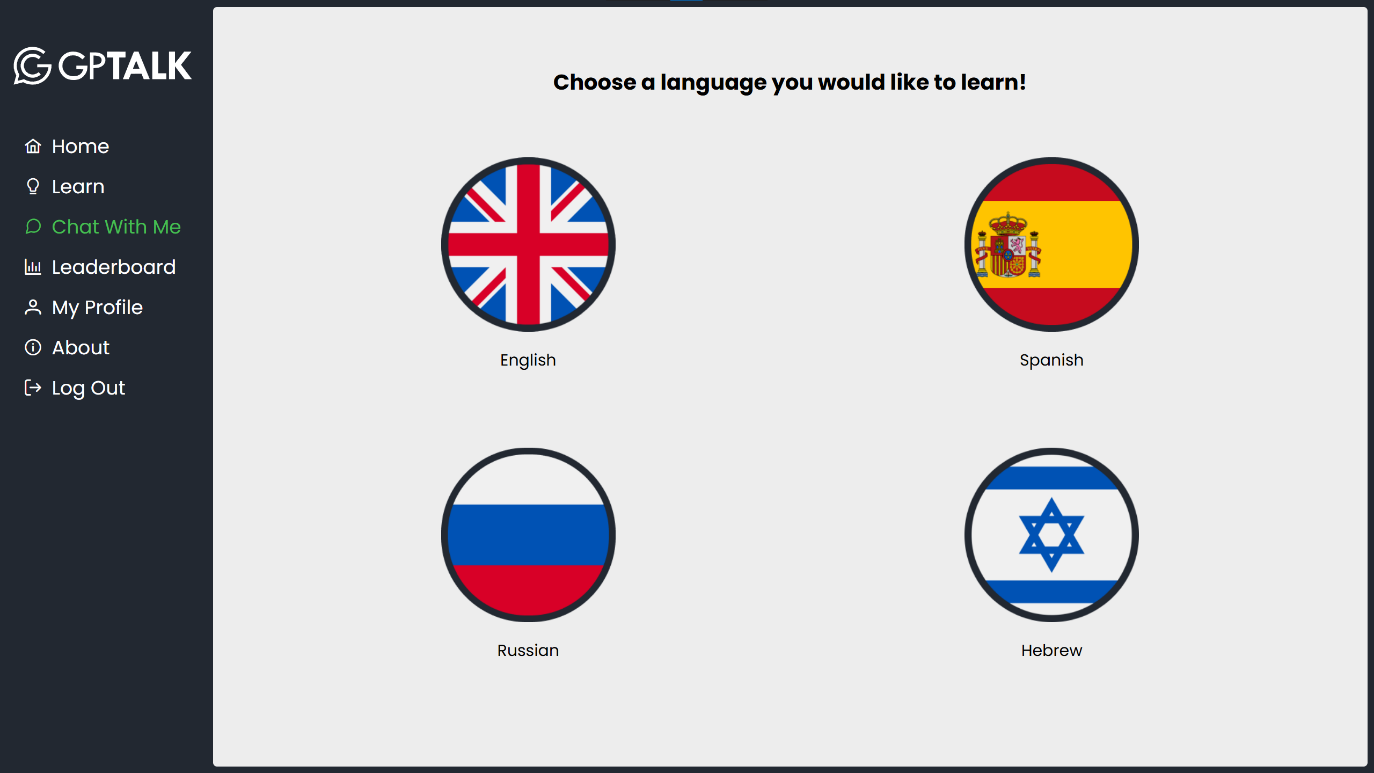 GPTALK
Home
Learn
Chat With Me
Leaderboard
My Profile
About
Log Out
Choose a language you would like to learn!
English
Spanish
Russian
Hebrew